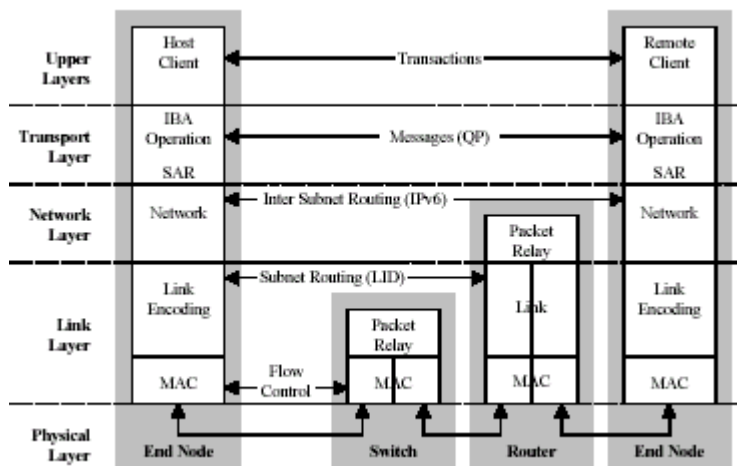 Host
Client
Transactions
Remote
Client
Upper
Layers
IBA
Operation
SAR
Messages (QP)
IBA
Operation
SAR
Transport
Layer
Network
Inter Subnet Routing (IPv6)
Network
Network
Layer
Packet
Relay
Subnet Routing (LID)
Link
Encoding
Link
Link
Encoding
Link
Layer
Packet
Relay
MAC
Flow
Control
MAC
MAC
MAC
Physical
Layer
End Node
Switch
Router
End Node